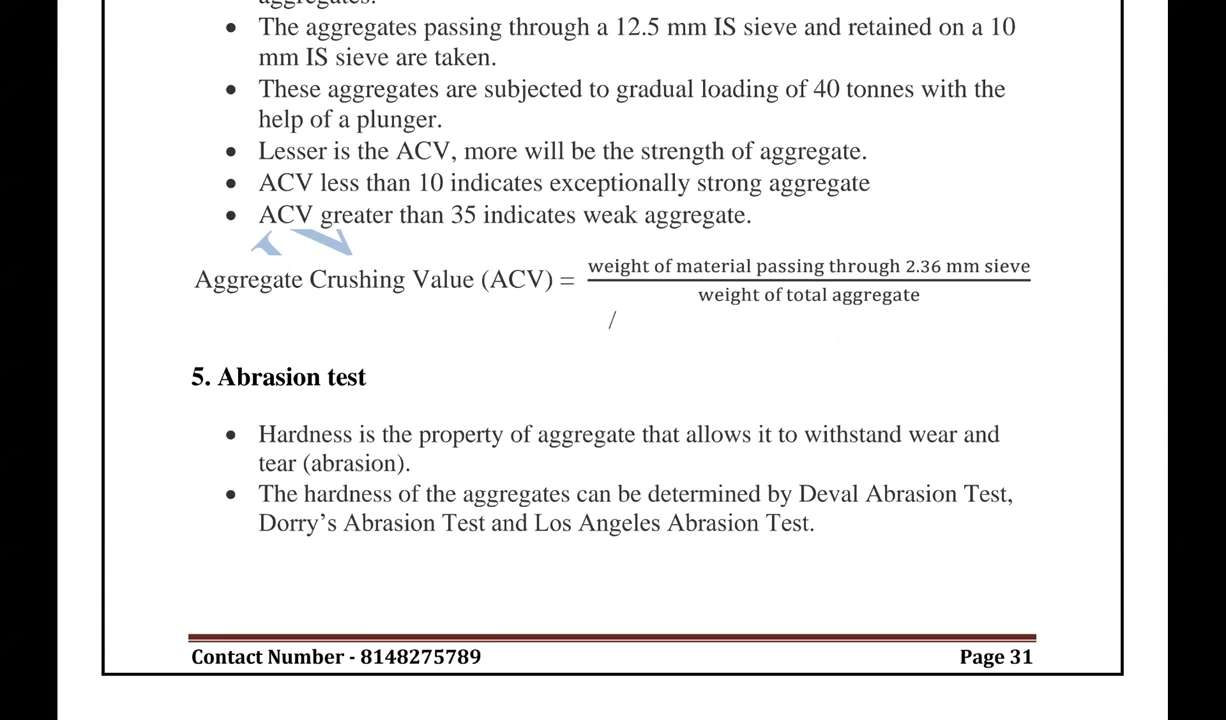 aggregates.
• The aggregates passing through a 12.5 mm IS sieve and retained on a 10
mm IS sieve are taken.
• These aggregates are subjected to gradual loading of 40 tonnes with the
help of a plunger.
• Lesser is the ACV, more will be the strength of aggregate.
• ACV less than 10 indicates exceptionally strong aggregate
• ACV greater than 35 indicates weak aggregate.
Aggregate Crushing Value (ACV) = weight of material passing through 2.36 mm sieve
weight of total aggregate
/
5. Abrasion test
• Hardness is the property of aggregate that allows it to withstand wear and
tear (abrasion).
• The hardness of the aggregates can be determined by Deval Abrasion Test,
Dorry’s Abrasion Test and Los Angeles Abrasion Test.
Contact Number - 8148275789 Page 31